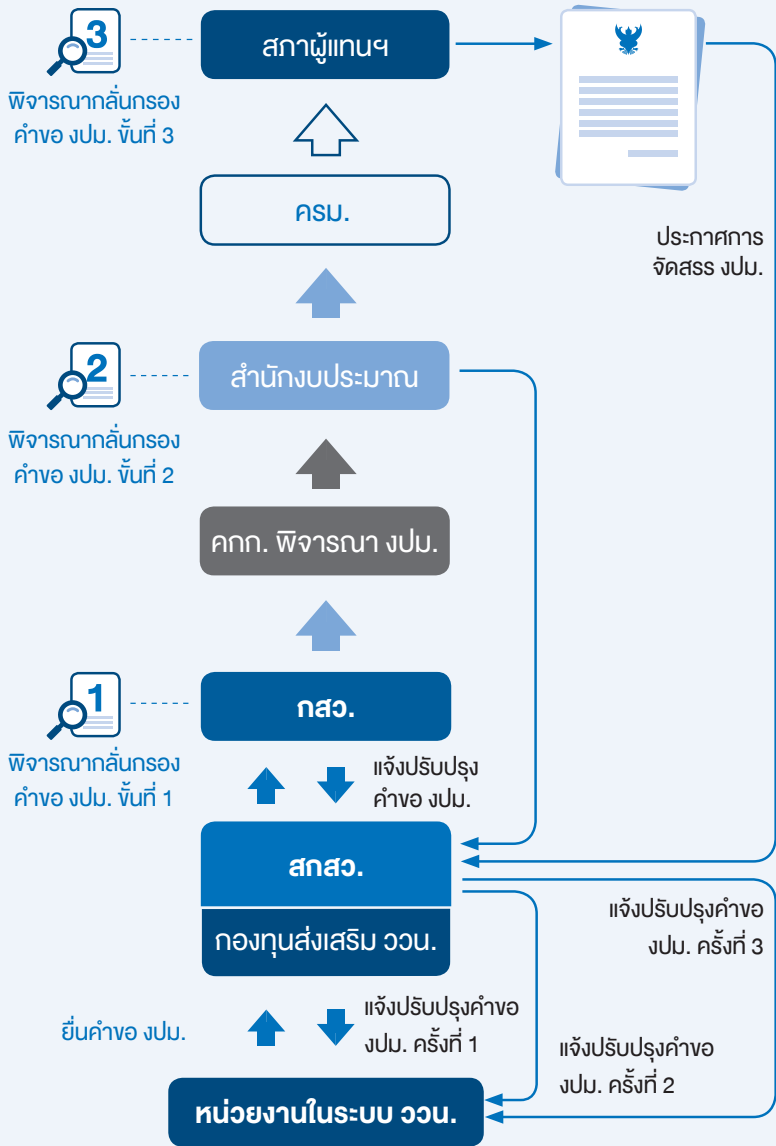 3
สภาผู้แทนฯ
พิจารณากลั่นกรอง
คำขอ งปม. ขั้นที่ 3
ครม.
ประกาศการ
จัดสรร งปม.
2
สำนักงบประมาณ
พิจารณากลั่นกรอง
คำขอ งปม. ขั้นที่ 2
คกก. พิจารณา งปม.
1
กสว.
พิจารณากลั่นกรอง
คำขอ งปม. ขั้นที่ 1
แจ้งปรับปรุง
คำขอ งปม.
สกสว.
กองทุนส่งเสริม ววน.
แจ้งปรับปรุงคำขอ
งปม. ครั้งที่ 3
ยื่นคำขอ งปม.
แจ้งปรับปรุงคำขอ
งปม. ครั้งที่ 1
แจ้งปรับปรุงคำขอ
งปม. ครั้งที่ 2
หน่วยงานในระบบ ววน.